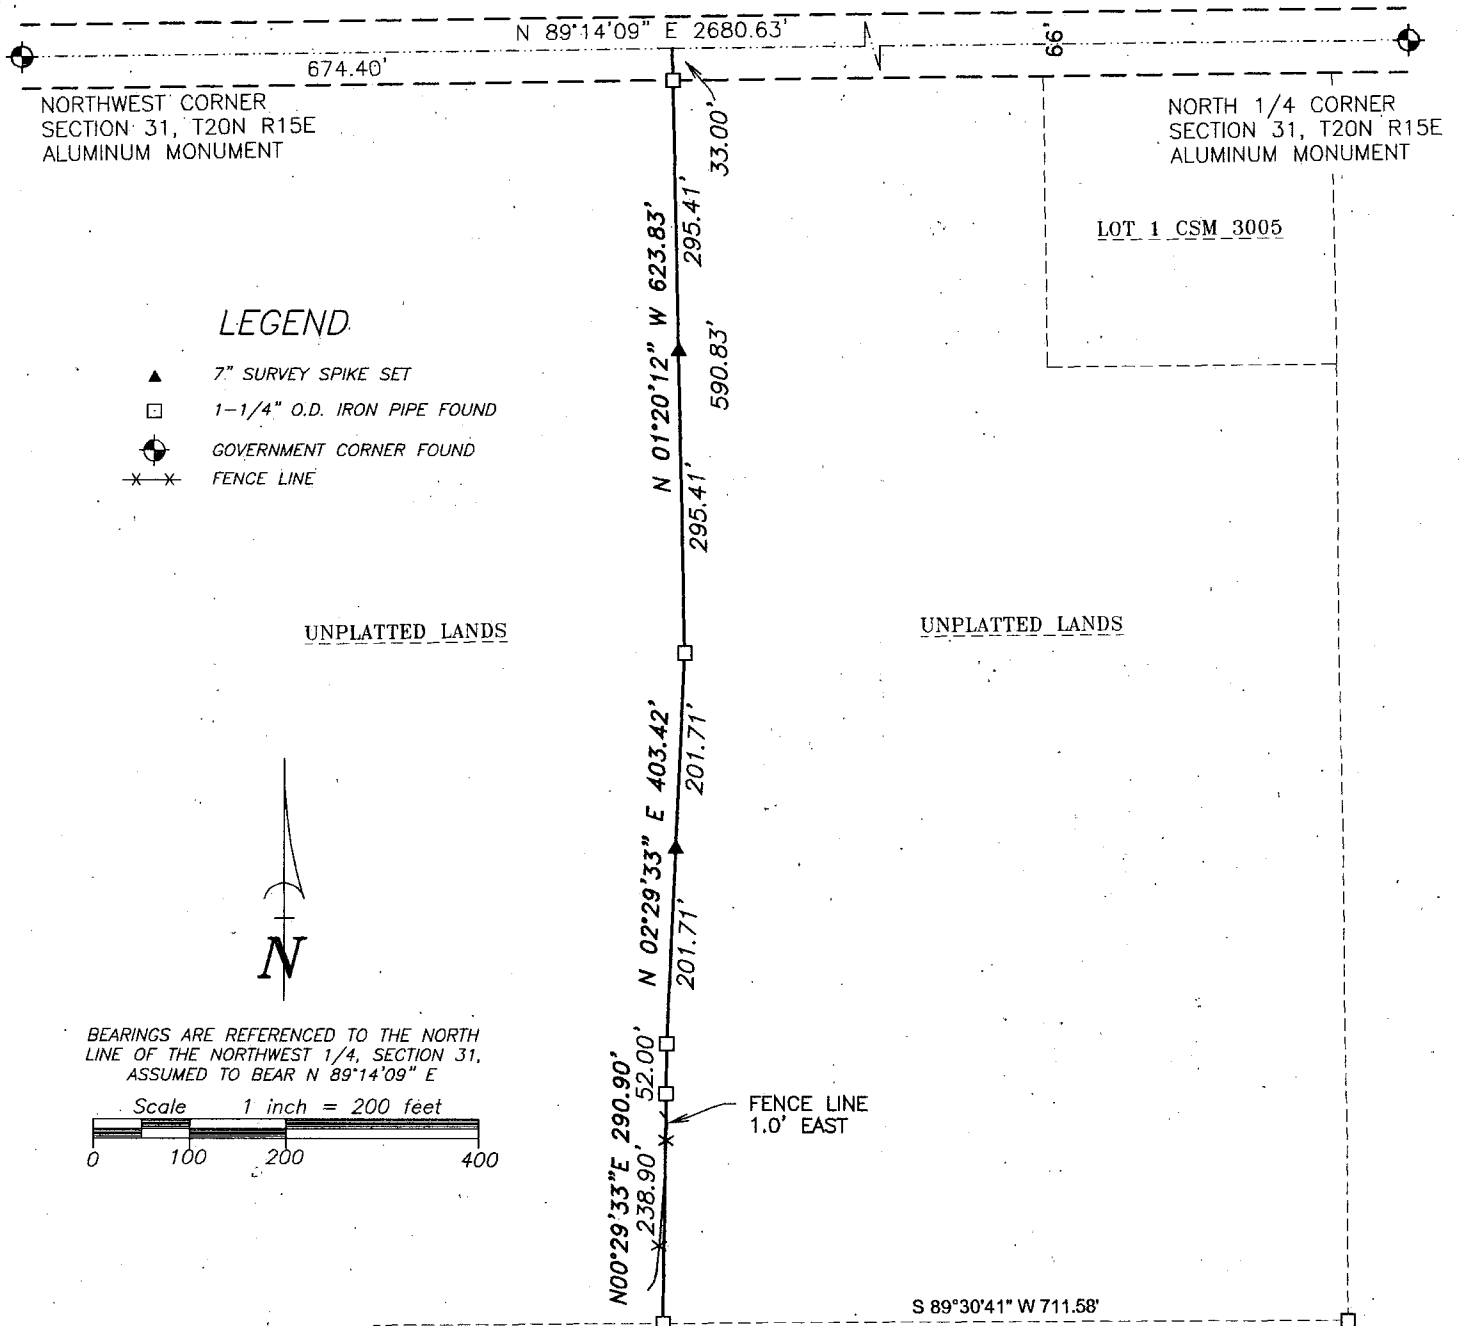 N 89°14'09" E 2680.63'
66'
674.40'
NORTHWEST CORNER
SECTION 31, T20N R15E
ALUMINUM MONUMENT
NORTH 1/4 CORNER
SECTION 31, T20N R15E
ALUMINUM MONUMENT
33.00'
LOT 1 CSM 3005
N 01°20'12" W 623.83'
295.41'
590.83'
295.41'
LEGEND
7" SURVEY SPIKE SET
1-1/4" O.D. IRON PIPE FOUND
GOVERNMENT CORNER FOUND
FENCE LINE
UNPLATTED LANDS
UNPLATTED LANDS
N 02°29'33" E 403.42'
201.71'
201.71'
N
BEARINGS ARE REFERENCED TO THE NORTH
LINE OF THE NORTHWEST 1/4, SECTION 31,
ASSUMED TO BEAR N 89°14'09" E
Scale 1 inch = 200 feet
0 100 200 400
N00°29'33"E 290.90'
52.00'
238.90'
FENCE LINE
1.0' EAST
S 89°30'41" W 711.58'